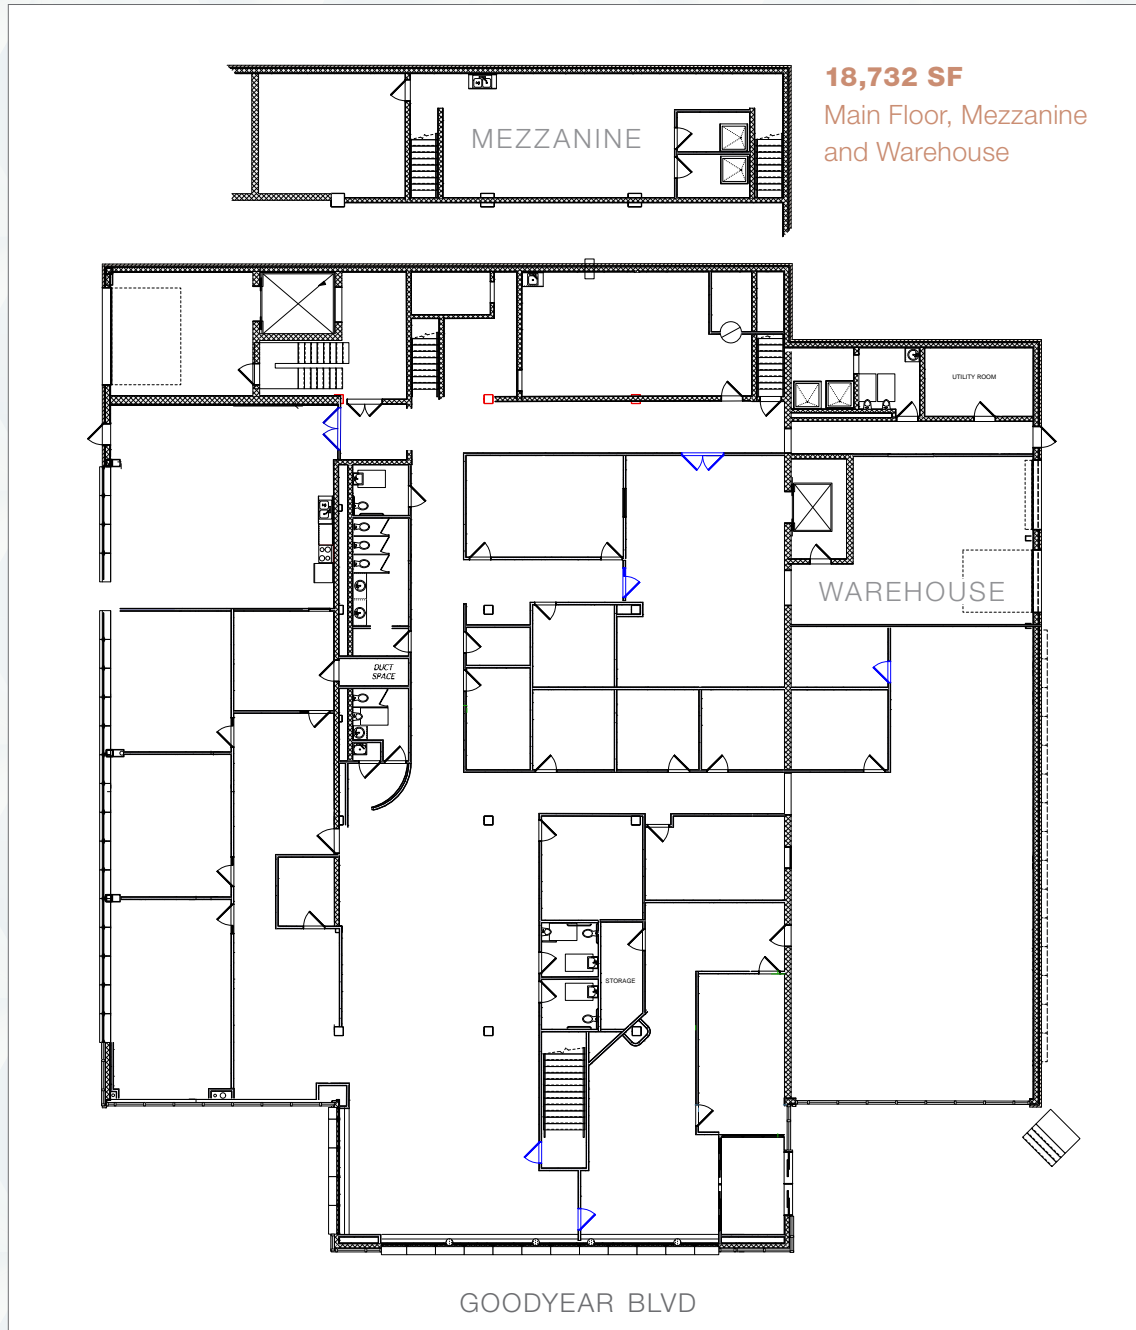 18,732 SF
Main Floor, Mezzanine
and Warehouse
MEZZANINE
UTILITY ROOM
WAREHOUSE
DUCT
SPACE
STORAGE
GOODYEAR BLVD